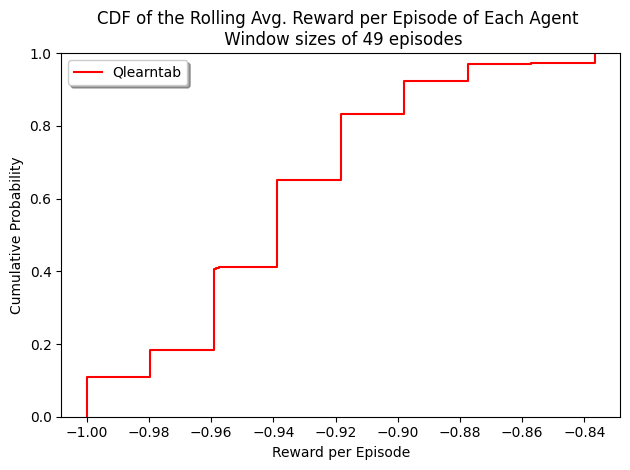 CDF of the Rolling Avg. Reward per Episode of Each Agent
Window sizes of 49 episodes
Qlearntab
Cumulative Probability
1.0
0.8
0.6
0.4
0.2
0.0
−1.00 −0.98 −0.96 −0.94 −0.92 −0.90 −0.88 −0.86 −0.84
Reward per Episode